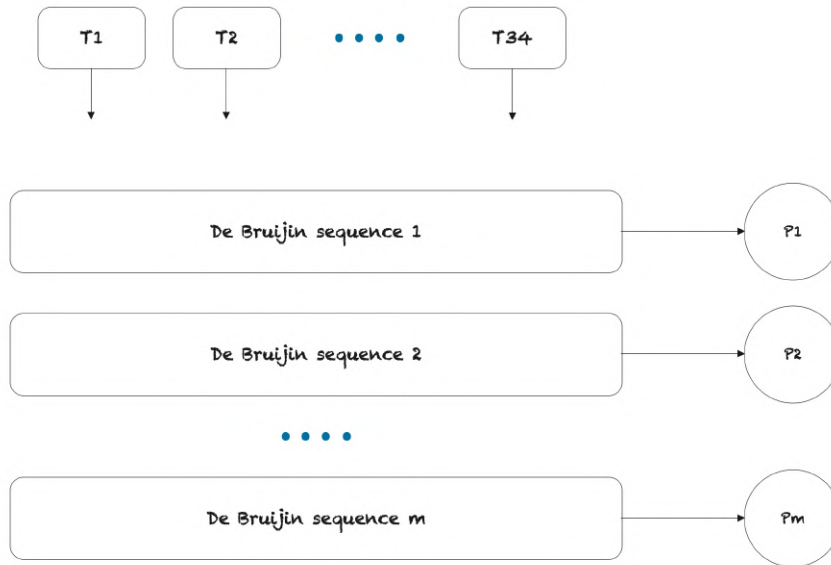 T1 T2 T34
De Bruijin sequence 1 P1
De Bruijin sequence 2 P2
De Bruijin sequence m Pm